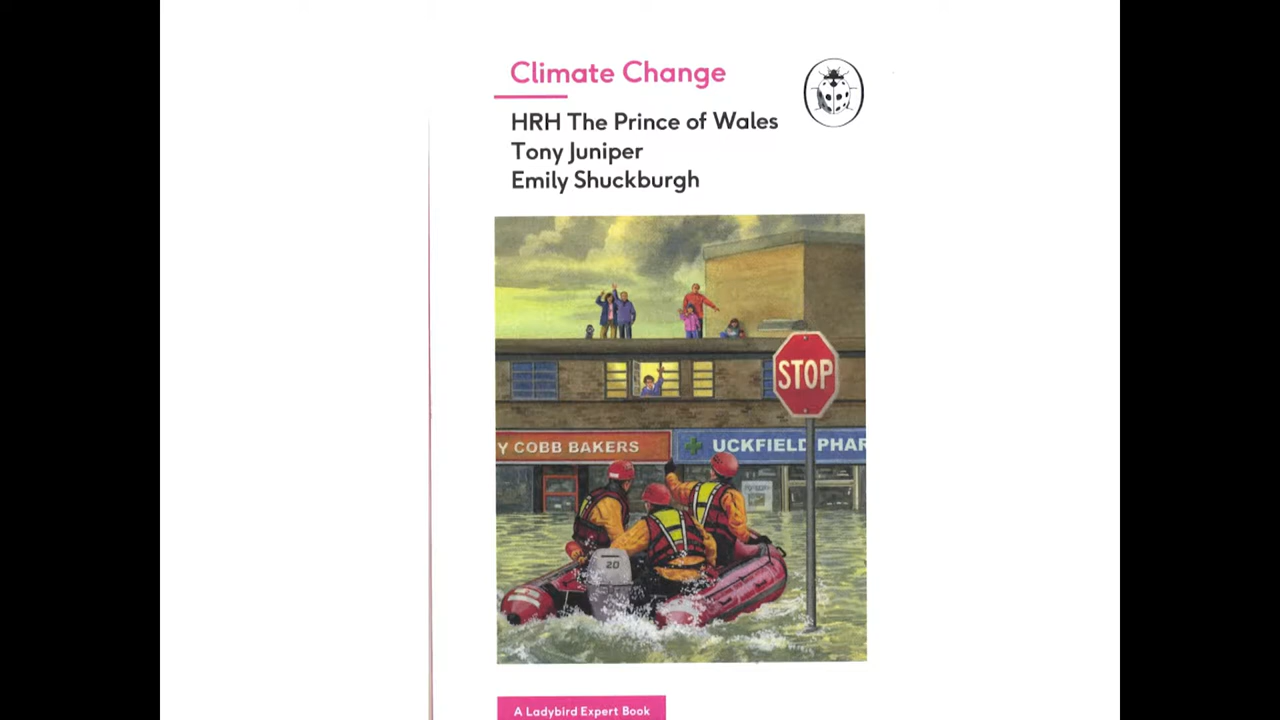 Climate Change
HRH The Prince of Wales
Tony Juniper
Emily Shuckburgh
STOP
Y COBB BAKERS
UCKFIELD PHAR
20
A Ladybird Expert Book